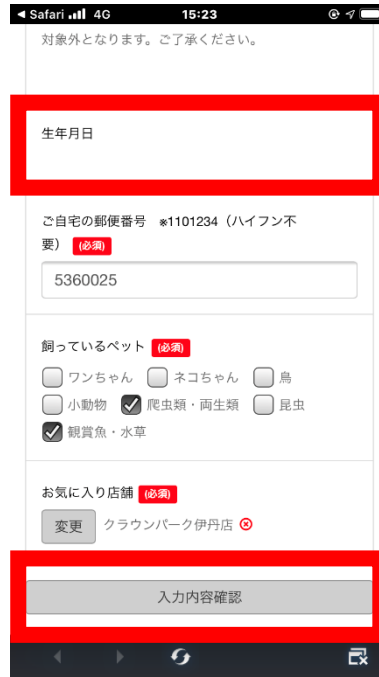 Safari 4G 15:23
対象外となります。ご了承ください。
生年月日
ご自宅の郵便番号 ※1101234（ハイフン不
要） (必須)
5360025
飼っているペット (必須)
ワンちゃん ネコちゃん 鳥
小動物 爬虫類・両生類 昆虫
観賞魚・水草
お気に入り店舗 (必須)
変更 クラウンパーク伊丹店
入力内容確認